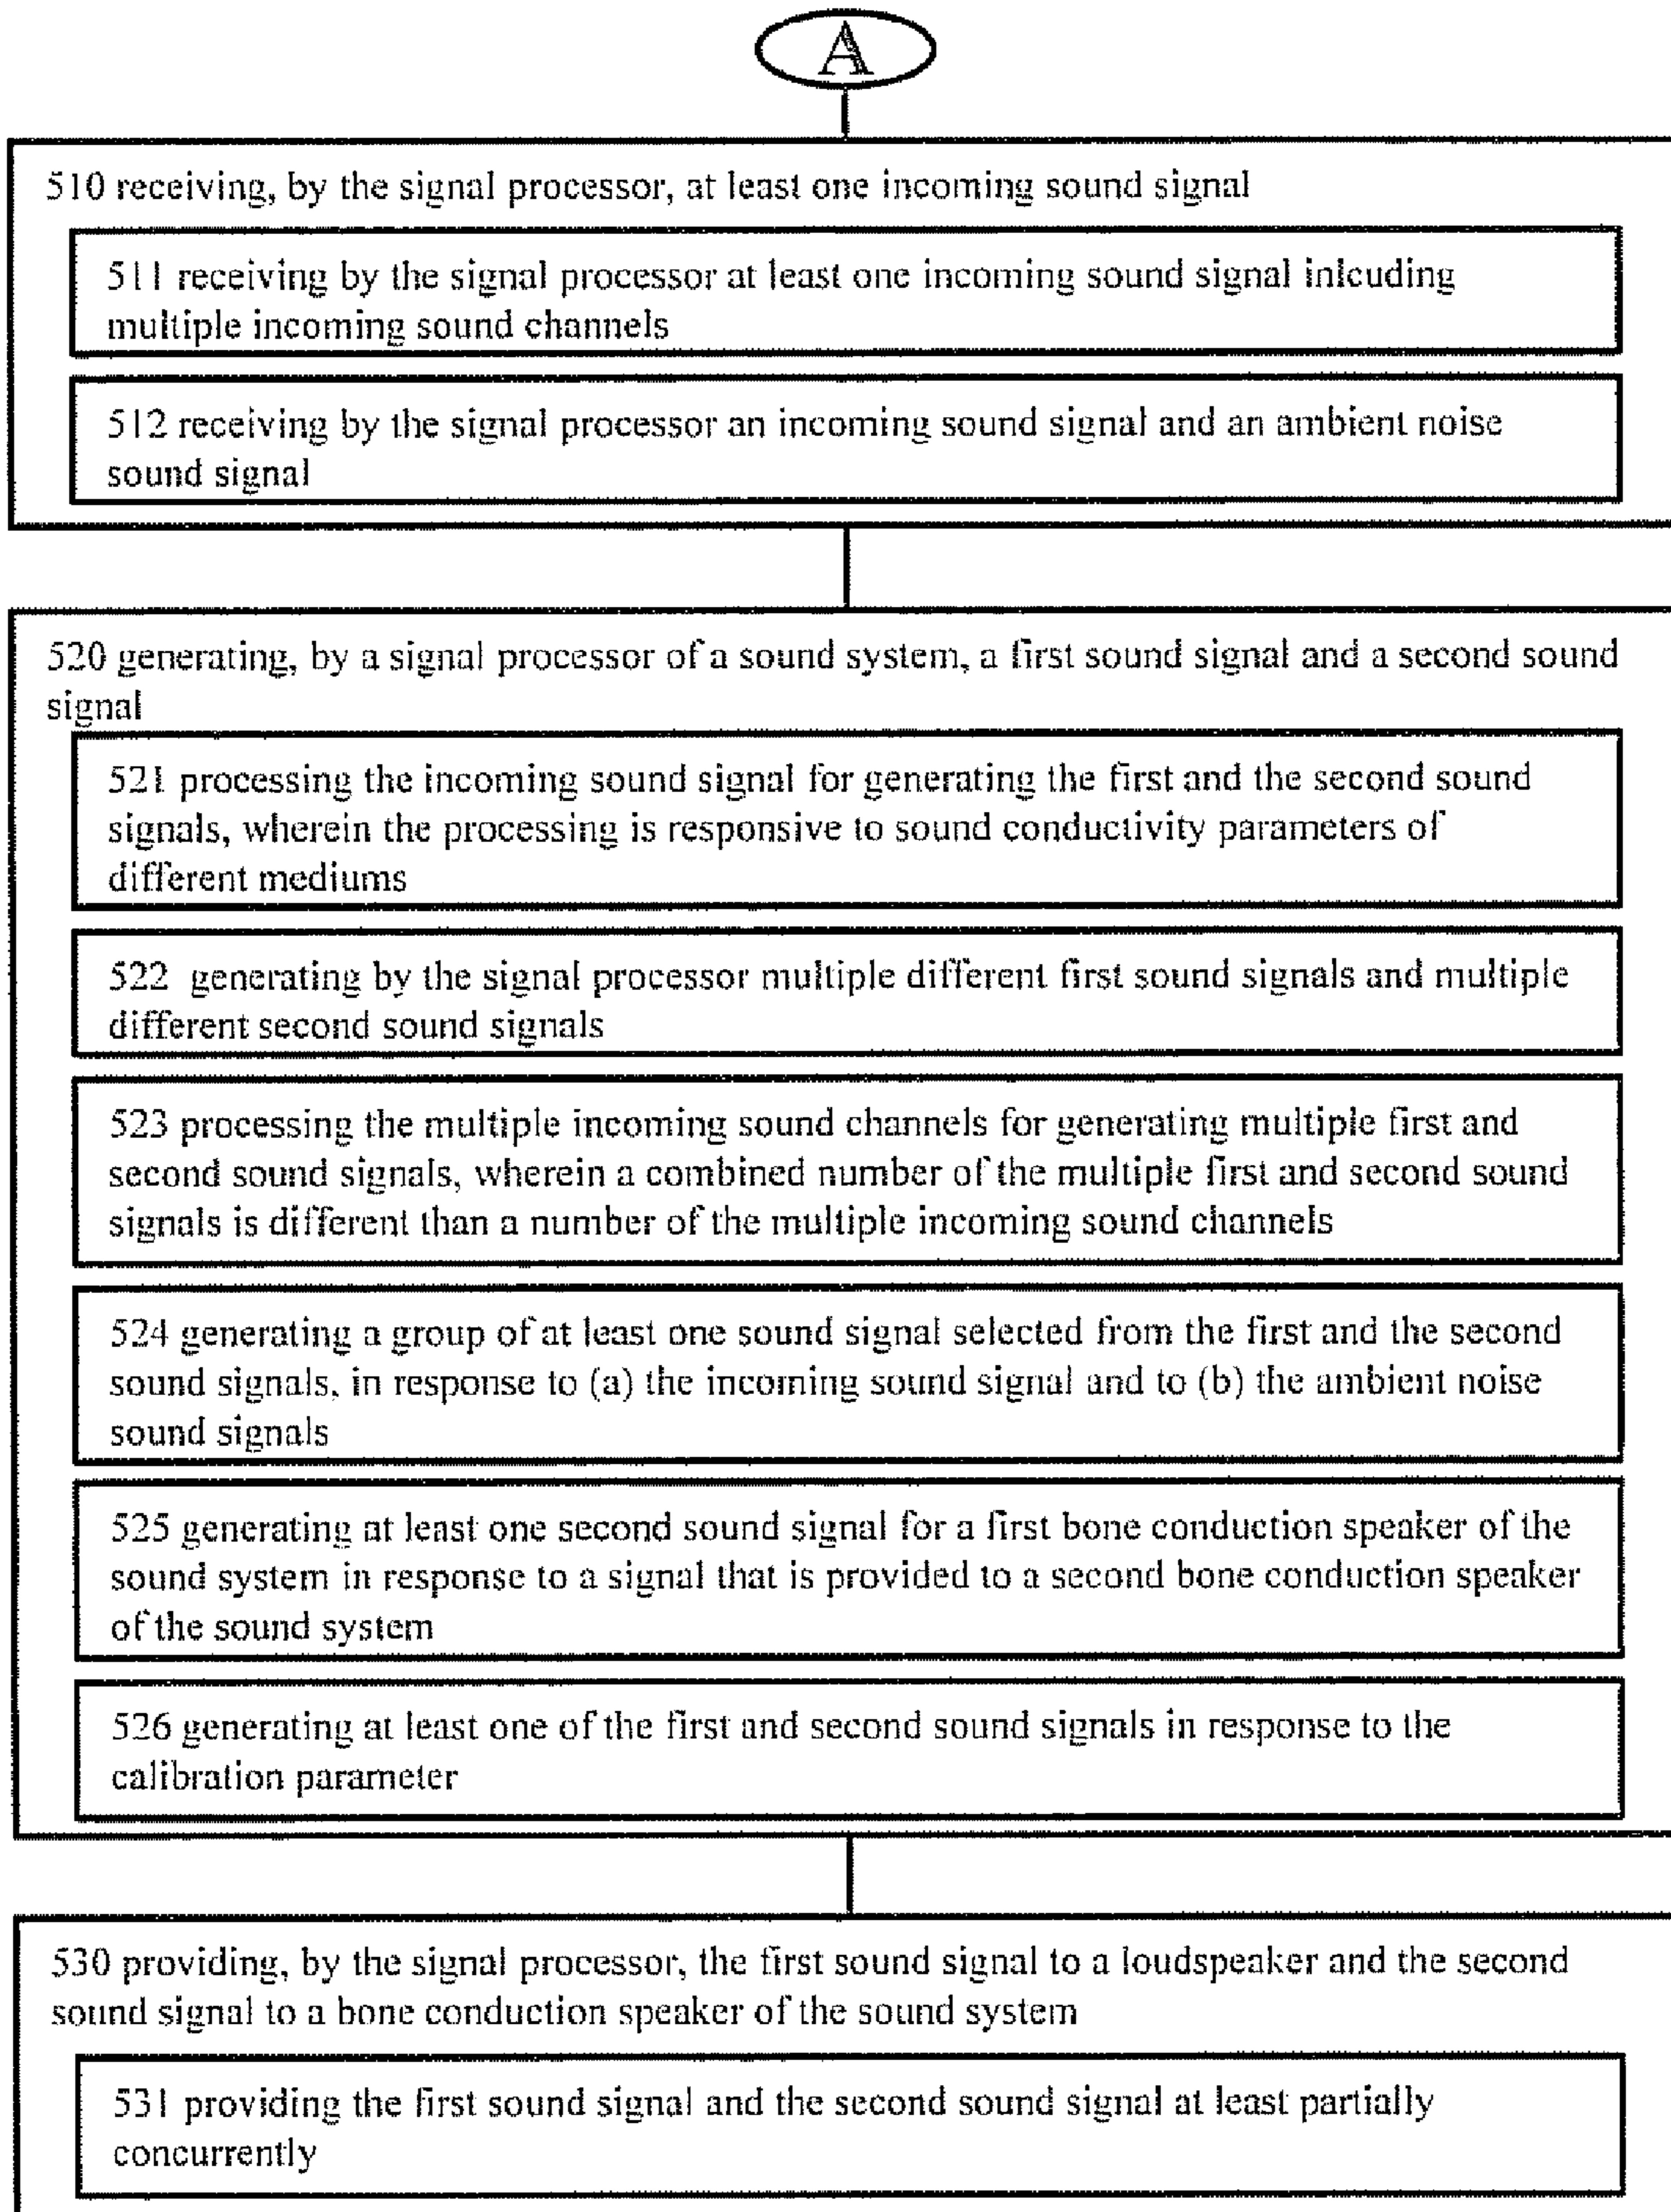 A
510 receiving, by the signal processor, at least one incoming sound signal
511 receiving by the signal processor at least one incoming sound signal inlcuding
multiple incoming sound channels
512 receiving by the signal processor an incoming sound signal and an ambient noise
sound signal
520 generating, by a signal processor of a sound system, a first sound signal and a second sound
signal
521 processing the incoming sound signal for generating the first and the second sound
signals, wherein the processing is responsive to sound conductivity parameters of
different mediums
522 generating by the signal processor multiple different first sound signals and multiple
different second sound signals
523 processing the multiple incoming sound channels for generating multiple first and
second sound signals, wherein a combined number of the multiple first and second sound
signals is different than a number of the multiple incoming sound channels
524 generating a group of at least one sound signal selected from the first and the second
sound signals, in response to (a) the incoming sound signal and to (b) the ambient noise
sound signals
525 generating at least one second sound signal for a first bone conduction speaker of the
sound system in response to a signal that is provided to a second bone conduction speaker
of the sound system
526 generating at least one of the first and second sound signals in response to the
calibration parameter
530 providing, by the signal processor, the first sound signal to a loudspeaker and the second
sound signal to a bone conduction speaker of the sound system
531 providing the first sound signal and the second sound signal at least partially
concurrently